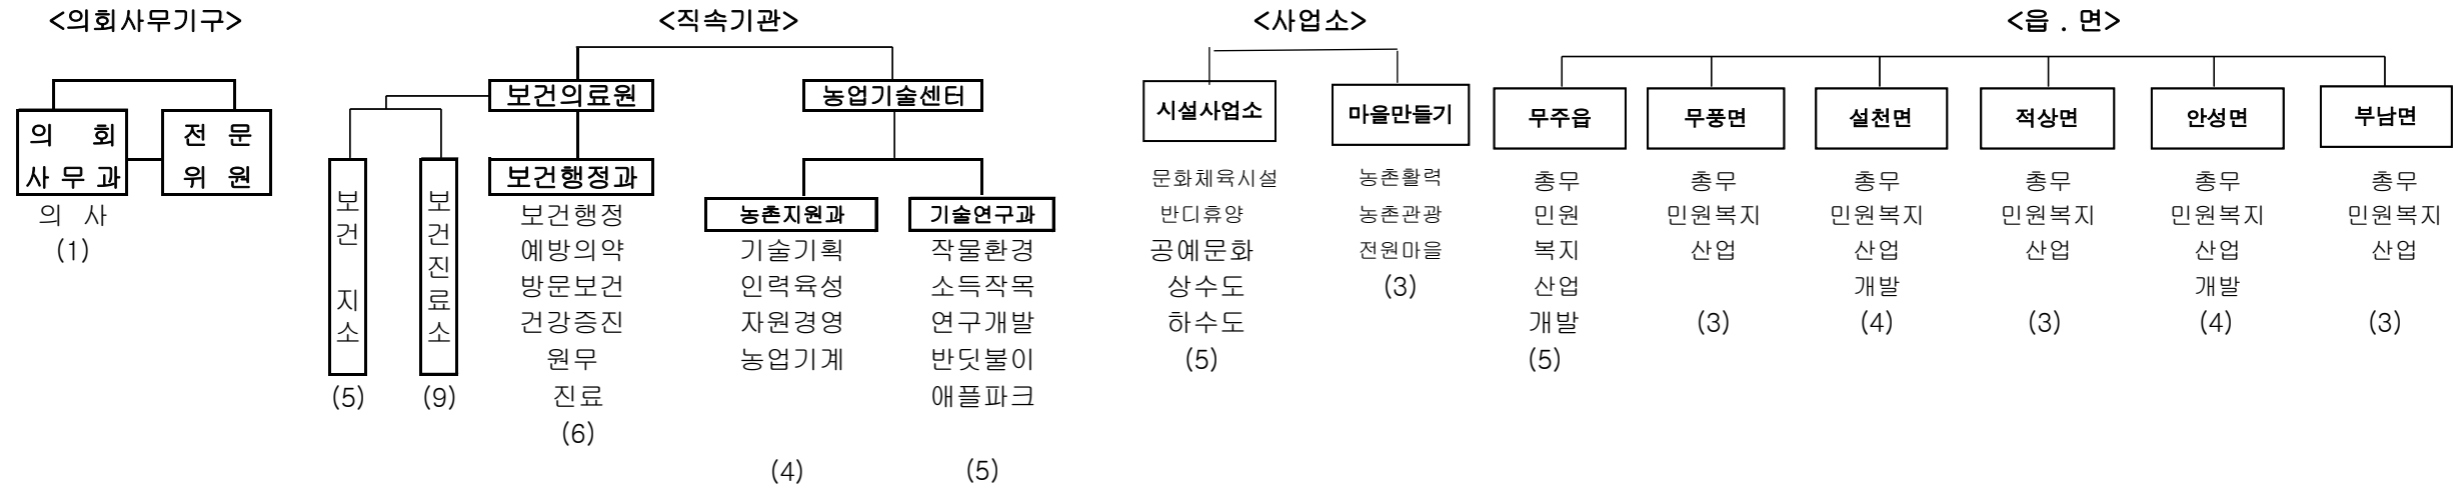 <의회사무기구>
의 회
사 무 과
전 문
위 원
의 사
(1)
<직속기관>
보건의료원
농업기술센터
보건 지소
(5)
보건진료소
(9)
보건행정과
보건행정
예방의약
방문보건
건강증진
원무
진료
(6)
농촌지원과
기술기획
인력육성
자원경영
농업기계
(4)
기술연구과
작물환경
소득작목
연구개발
반딧불이
애플파크
(5)
<사업소>
시설사업소
문화체육시설
반디휴양
공예문화
상수도
하수도
(5)
마을만들기
농촌활력
농촌관광
전원마을
(3)
<읍 . 면>
무주읍
총무
민원
복지
산업
개발
(5)
무풍면
총무
민원복지
산업
(3)
설천면
총무
민원복지
산업
개발
(4)
적상면
총무
민원복지
산업
(3)
안성면
총무
민원복지
산업
개발
(4)
부남면
총무
민원복지
산업
(3)